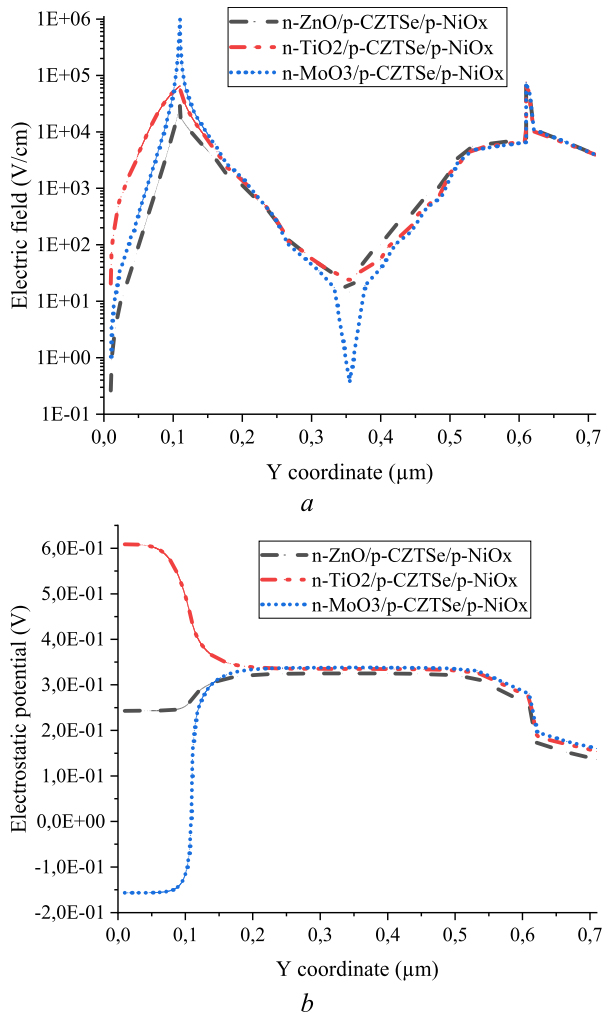 1E+06
1E+05
1E+04
1E+03
1E+02
1E+01
1E+00
1E-01
Electric field (V/cm)
n-ZnO/p-CZTSe/p-NiOx
n-TiO2/p-CZTSe/p-NiOx
n-MoO3/p-CZTSe/p-NiOx
0,0 0,1 0,2 0,3 0,4 0,5 0,6 0,7
Y coordinate (μm)
a
6,0E-01
5,0E-01
4,0E-01
3,0E-01
2,0E-01
1,0E-01
0,0E+00
-1,0E-01
-2,0E-01
Electrostatic potential (V)
n-ZnO/p-CZTSe/p-NiOx
n-TiO2/p-CZTSe/p-NiOx
n-MoO3/p-CZTSe/p-NiOx
0,0 0,1 0,2 0,3 0,4 0,5 0,6 0,7
Y coordinate (μm)
b